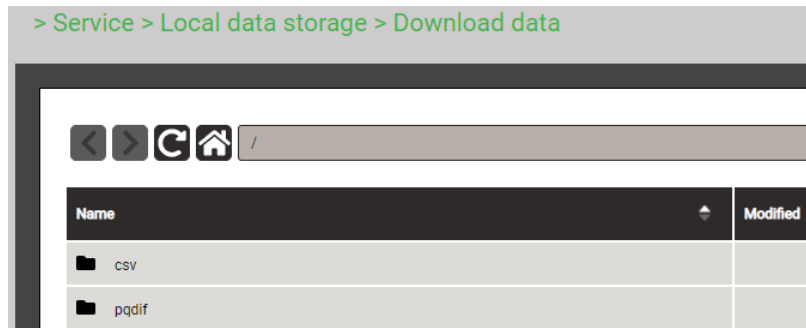 > Service > Local data storage > Download data
/
Name Modified
csv
pqdif